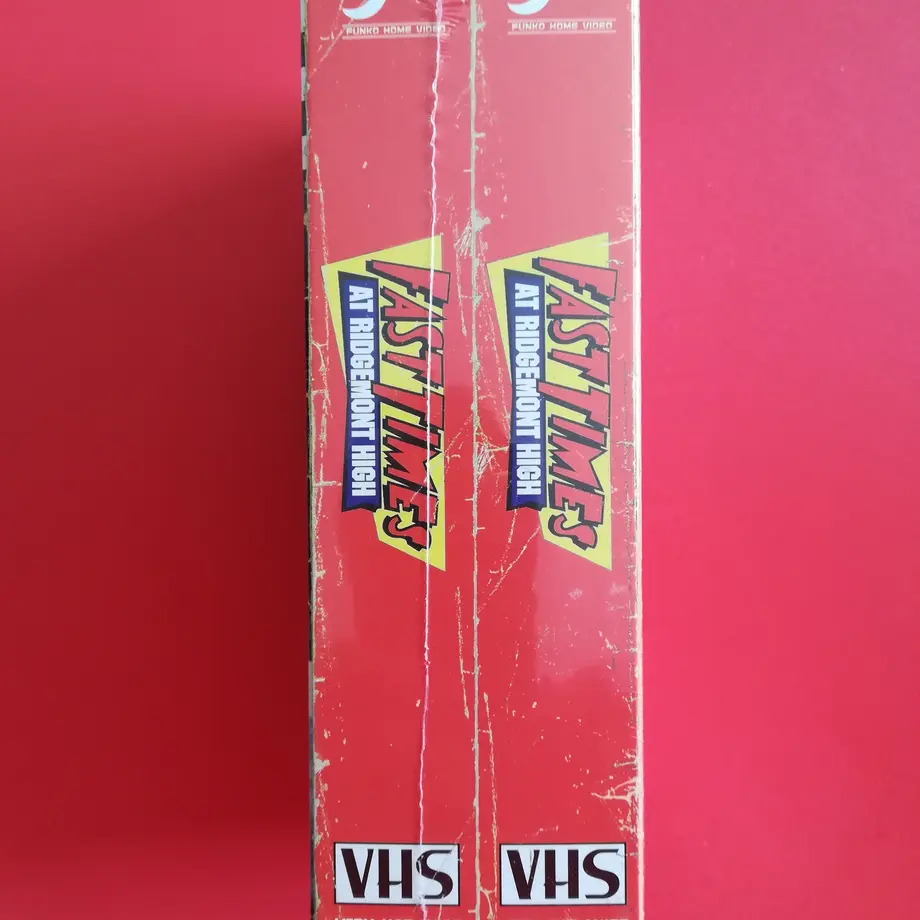 FUNKO HOME VIDEO
FAST TIMES
AT RIDGEMONT HIGH
VHS
FUNKO HOME VIDEO
FAST TIMES
AT RIDGEMONT HIGH
VHS